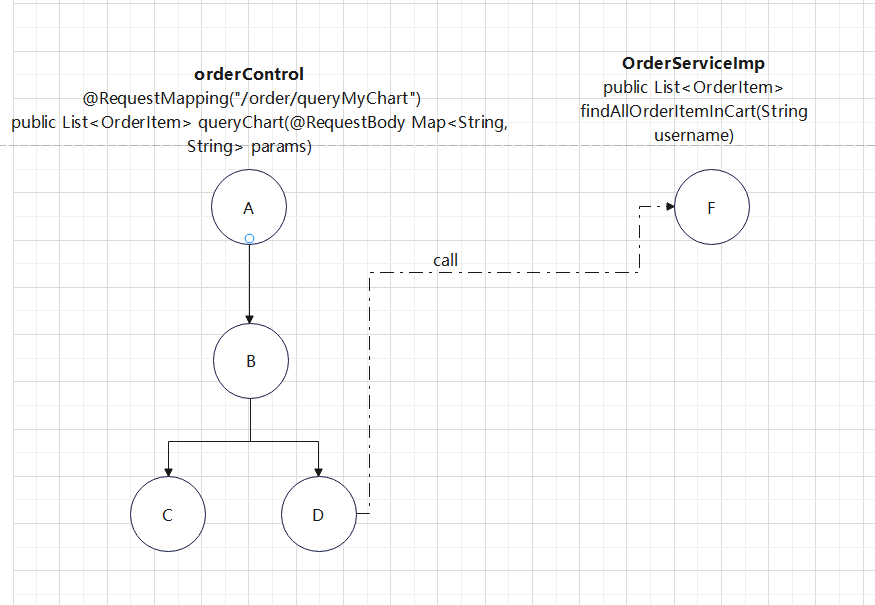 orderControl
@RequestMapping("/order/queryMyChart")
public List<OrderItem> queryChart(@RequestBody Map<String,
String> params)
OrderServiceImp
public List<OrderItem>
findAllOrderItemInCart(String
username)
A
F
call
B
C
D